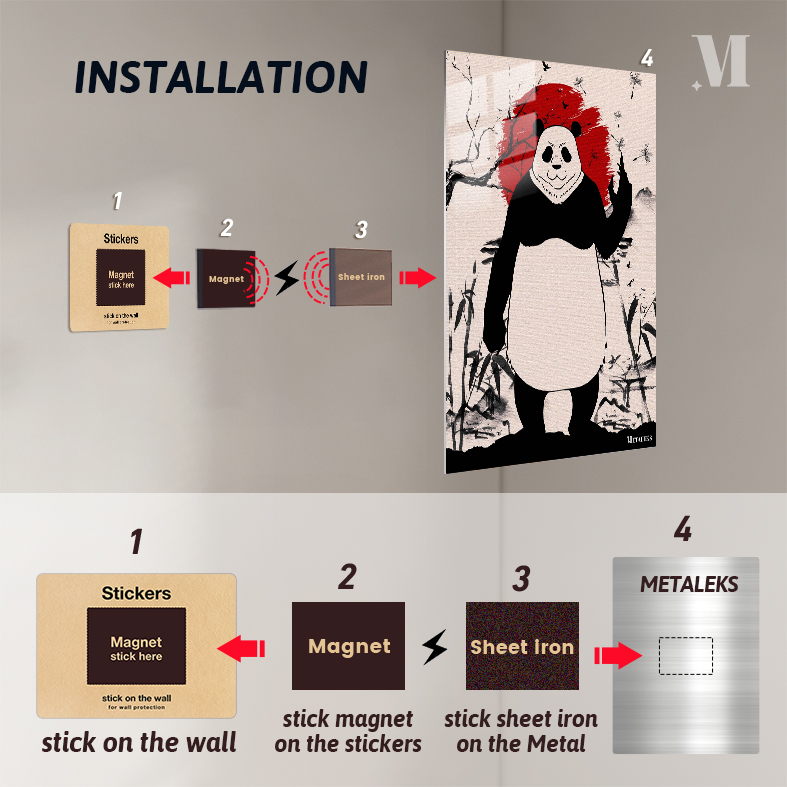 INSTALLATION
M
4
1
2
3
Stickers
Magnet
stick here
stick on the wall
for wall protection
Magnet
Sheet iron
METALEKS
1
2
3
4
Stickers
Magnet
stick here
stick on the wall
for wall protection
Magnet
Sheet iron
METALEKS
stick on the wall
stick magnet
on the stickers
stick sheet iron
on the Metal